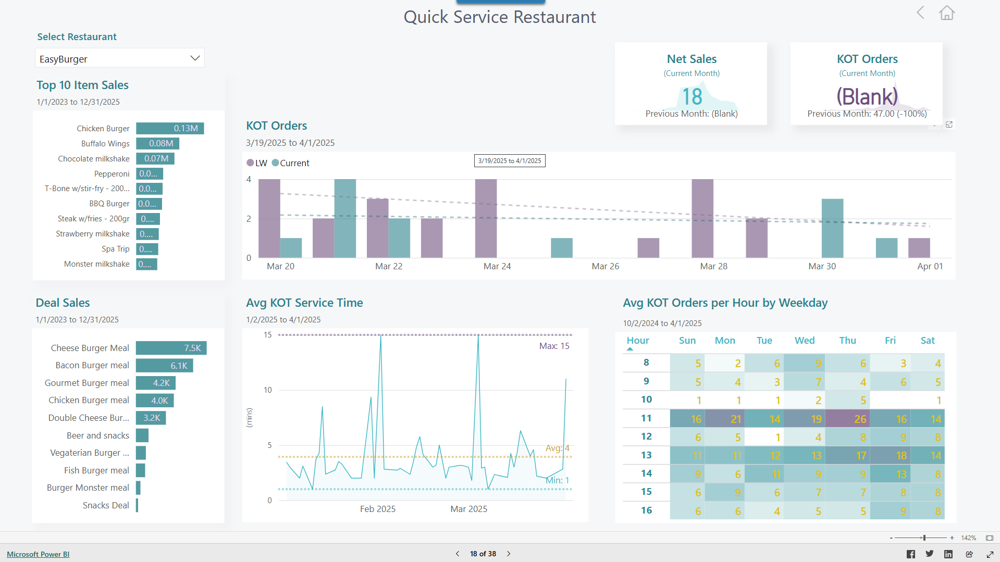 Quick Service Restaurant
Select Restaurant
EasyBurger
Net Sales
(Current Month)
18
Previous Month: (Blank)
KOT Orders
(Current Month)
(Blank)
Previous Month: 47.00 (-100%)
Top 10 Item Sales
1/1/2023 to 12/31/2025
Chicken Burger 0.13M
Buffalo Wings 0.08M
Chocolate milkshake 0.07M
Pepperoni 0.0...
T-Bone w/stir-fry - 200... 0.0...
BBQ Burger 0.0...
Steak w/fries - 200gr 0....
Strawberry milkshake 0....
Spa Trip 0....
Monster milkshake 0....
KOT Orders
3/19/2025 to 4/1/2025
LW Current
3/19/2025 to 4/1/2025
4
2
0
Mar 20 Mar 22 Mar 24 Mar 26 Mar 28 Mar 30 Apr 01
Deal Sales
1/1/2023 to 12/31/2025
Cheese Burger Meal 7.5K
Bacon Burger meal 6.1K
Gourmet Burger meal 4.2K
Chicken Burger meal 4.0K
Double Cheese Bur... 3.2K
Beer and snacks
Vegaterian Burger ...
Fish Burger meal
Burger Monster meal
Snacks Deal
Avg KOT Service Time
1/2/2025 to 4/1/2025
15
Max: 15
10
(mins)
5
Avg: 4
Min: 1
0
Feb 2025 Mar 2025
Avg KOT Orders per Hour by Weekday
10/2/2024 to 4/1/2025
Hour Sun Mon Tue Wed Thu Fri Sat
8 5 2 6 9 6 3 4
9 5 4 3 7 4 6 5
10 1 1 1 2 5 1
11 16 21 14 19 26 16 14
12 6 5 1 4 8 9 8
13 11 11 12 13 17 18 14
14 9 6 11 9 9 13 8
15 6 9 6 7 7 8 8
16 6 6 4 5 5 9 8
- + 142%
Microsoft Power BI
18 of 38